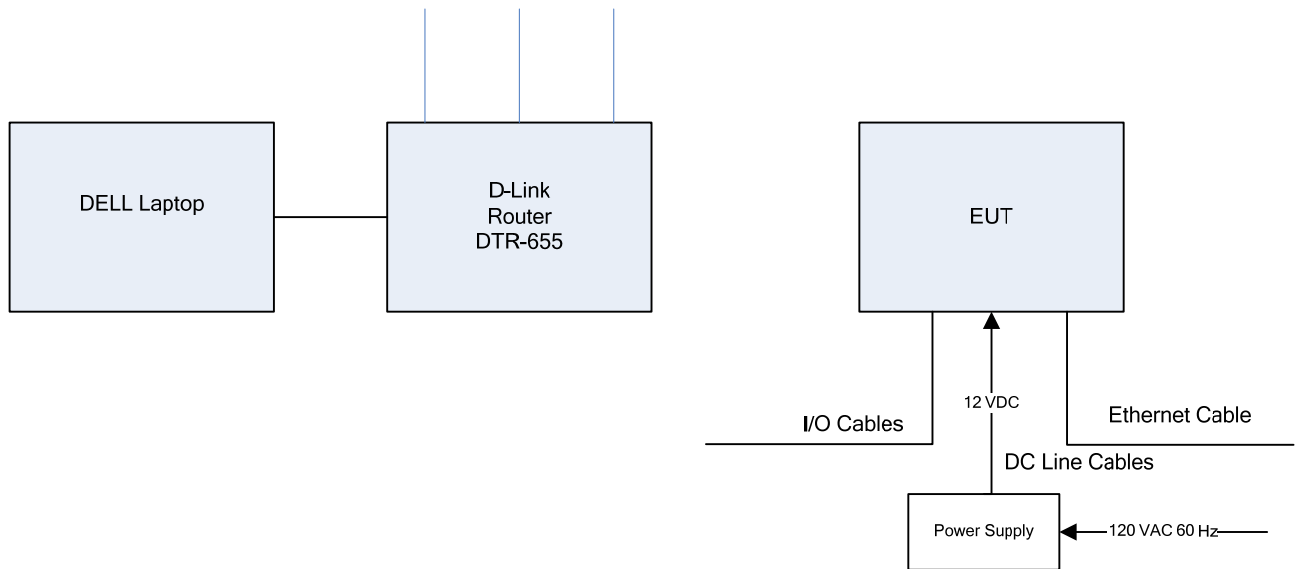 DELL Laptop
D-Link
Router
DTR-655
EUT
12 VDC
I/O Cables
Ethernet Cable
DC Line Cables
Power Supply
120 VAC 60 Hz